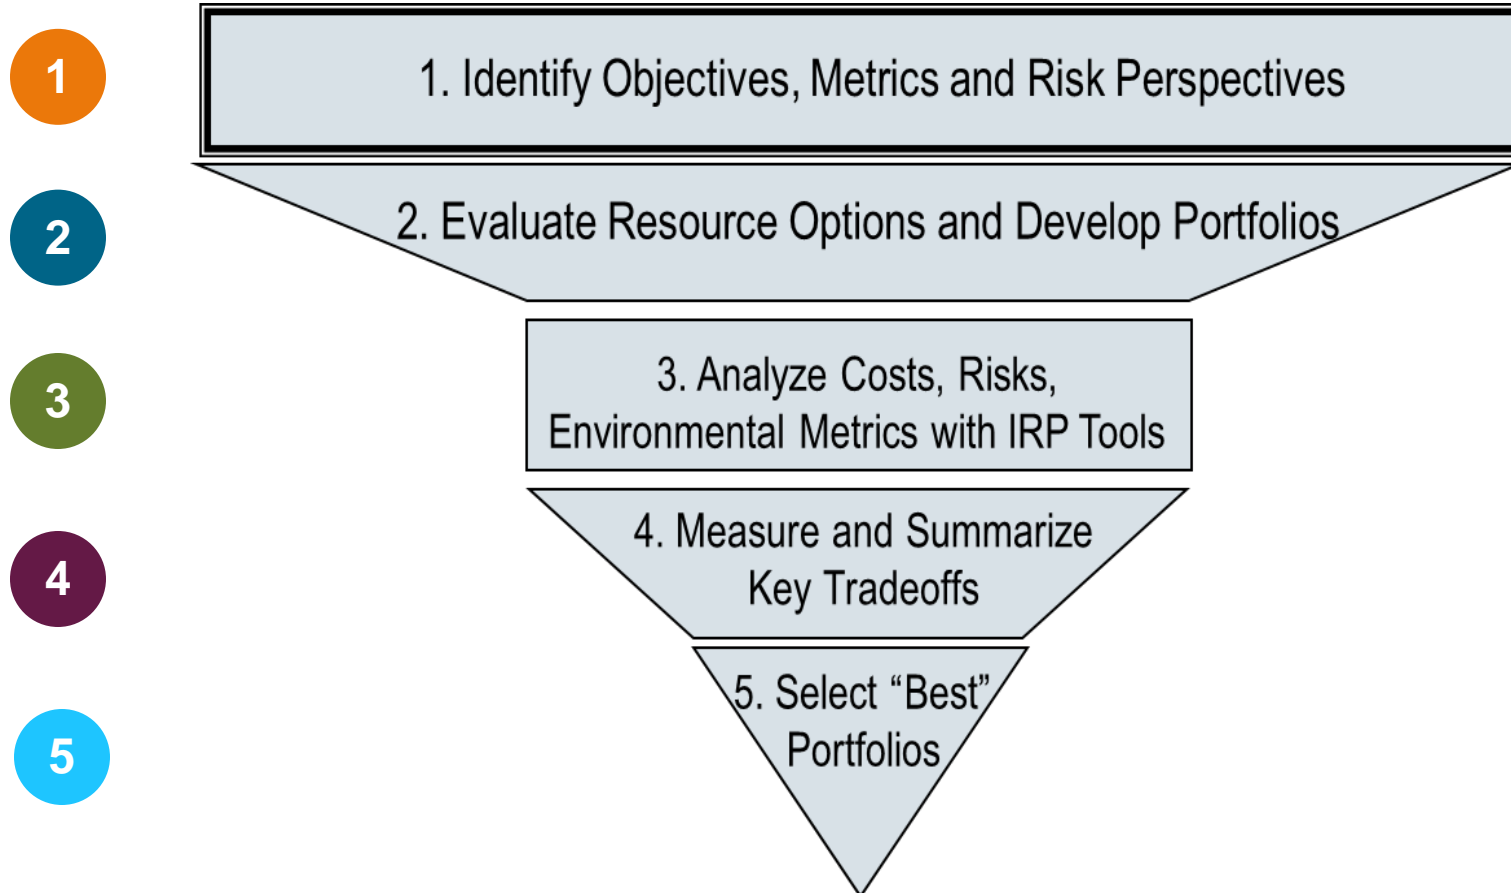 1
1. Identify Objectives, Metrics and Risk Perspectives
2
2. Evaluate Resource Options and Develop Portfolios
3
3. Analyze Costs, Risks,
Environmental Metrics with IRP Tools
4
4. Measure and Summarize
Key Tradeoffs
5
5. Select “Best”
Portfolios